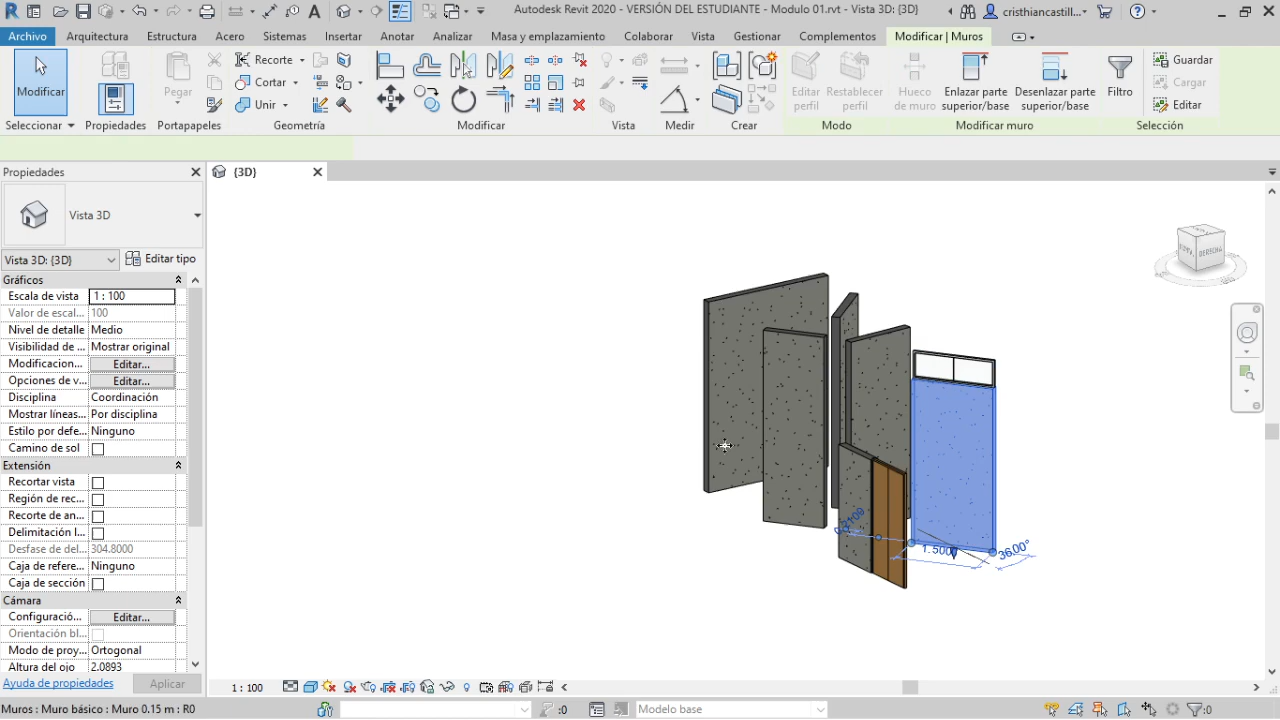 Autodesk Revit 2020 - VERSIÓN DEL ESTUDIANTE - Modulo 01.rvt - Vista 3D: {3D}
cristhiancastill...
Archivo Arquitectura Estructura Acero Sistemas Insertar Anotar Analizar Masa y emplazamiento Colaborar Vista Gestionar Complementos Modificar | Muros
Modificar
Pegar
Recorte
Cortar
Unir
Editar perfil
Restablecer perfil
Hueco de muro
Enlazar parte superior/base
Desenlazar parte superior/base
Filtro
Guardar
Cargar
Editar
Seleccionar Propiedades Portapapeles Geometría Modificar Vista Medir Crear Modo Modificar muro Selección
Propiedades
{3D}
Vista 3D
Vista 3D: {3D}
Editar tipo
Gráficos
Escala de vista 1 : 100
Valor de escal... 100
Nivel de detalle Medio
Visibilidad de ... Mostrar original
Modificacion... Editar...
Opciones de v... Editar...
Disciplina Coordinación
Mostrar líneas... Por disciplina
Estilo por defe... Ninguno
Camino de sol
Extensión
Recortar vista
Región de rec...
Recorte de an...
Delimitación l...
Desfase de del... 304.8000
Caja de refere... Ninguno
Caja de sección
Cámara
Configuració... Editar...
Orientación bl...
Modo de proy... Ortogonal
Altura del ojo 2.0893
Ayuda de propiedades Aplicar
DERECHA
1.5000
36.00°
1 : 100
Muros : Muro básico : Muro 0.15 m : R0
:0
Modelo base
:0